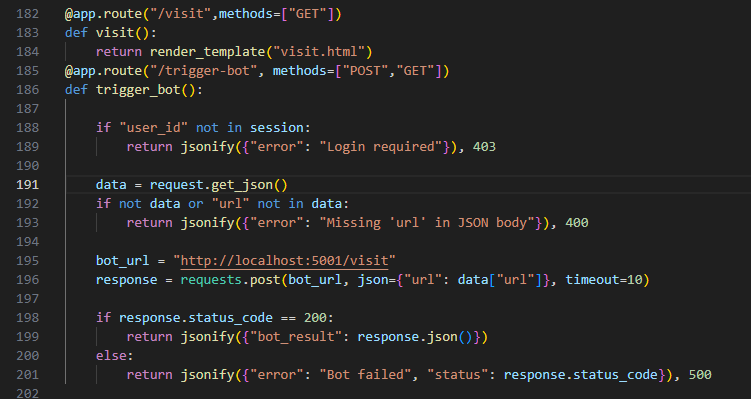 182 @app.route("/visit",methods=["GET"])
183 def visit():
184     return render_template("visit.html")
185 @app.route("/trigger-bot", methods=["POST","GET"])
186 def trigger_bot():
187
188     if "user_id" not in session:
189         return jsonify({"error": "Login required"}), 403
190
191     data = request.get_json()
192     if not data or "url" not in data:
193         return jsonify({"error": "Missing 'url' in JSON body"}), 400
194
195     bot_url = "http://localhost:5001/visit"
196     response = requests.post(bot_url, json={"url": data["url"]}, timeout=10)
197
198     if response.status_code == 200:
199         return jsonify({"bot_result": response.json()})
200     else:
201         return jsonify({"error": "Bot failed", "status": response.status_code}), 500
202